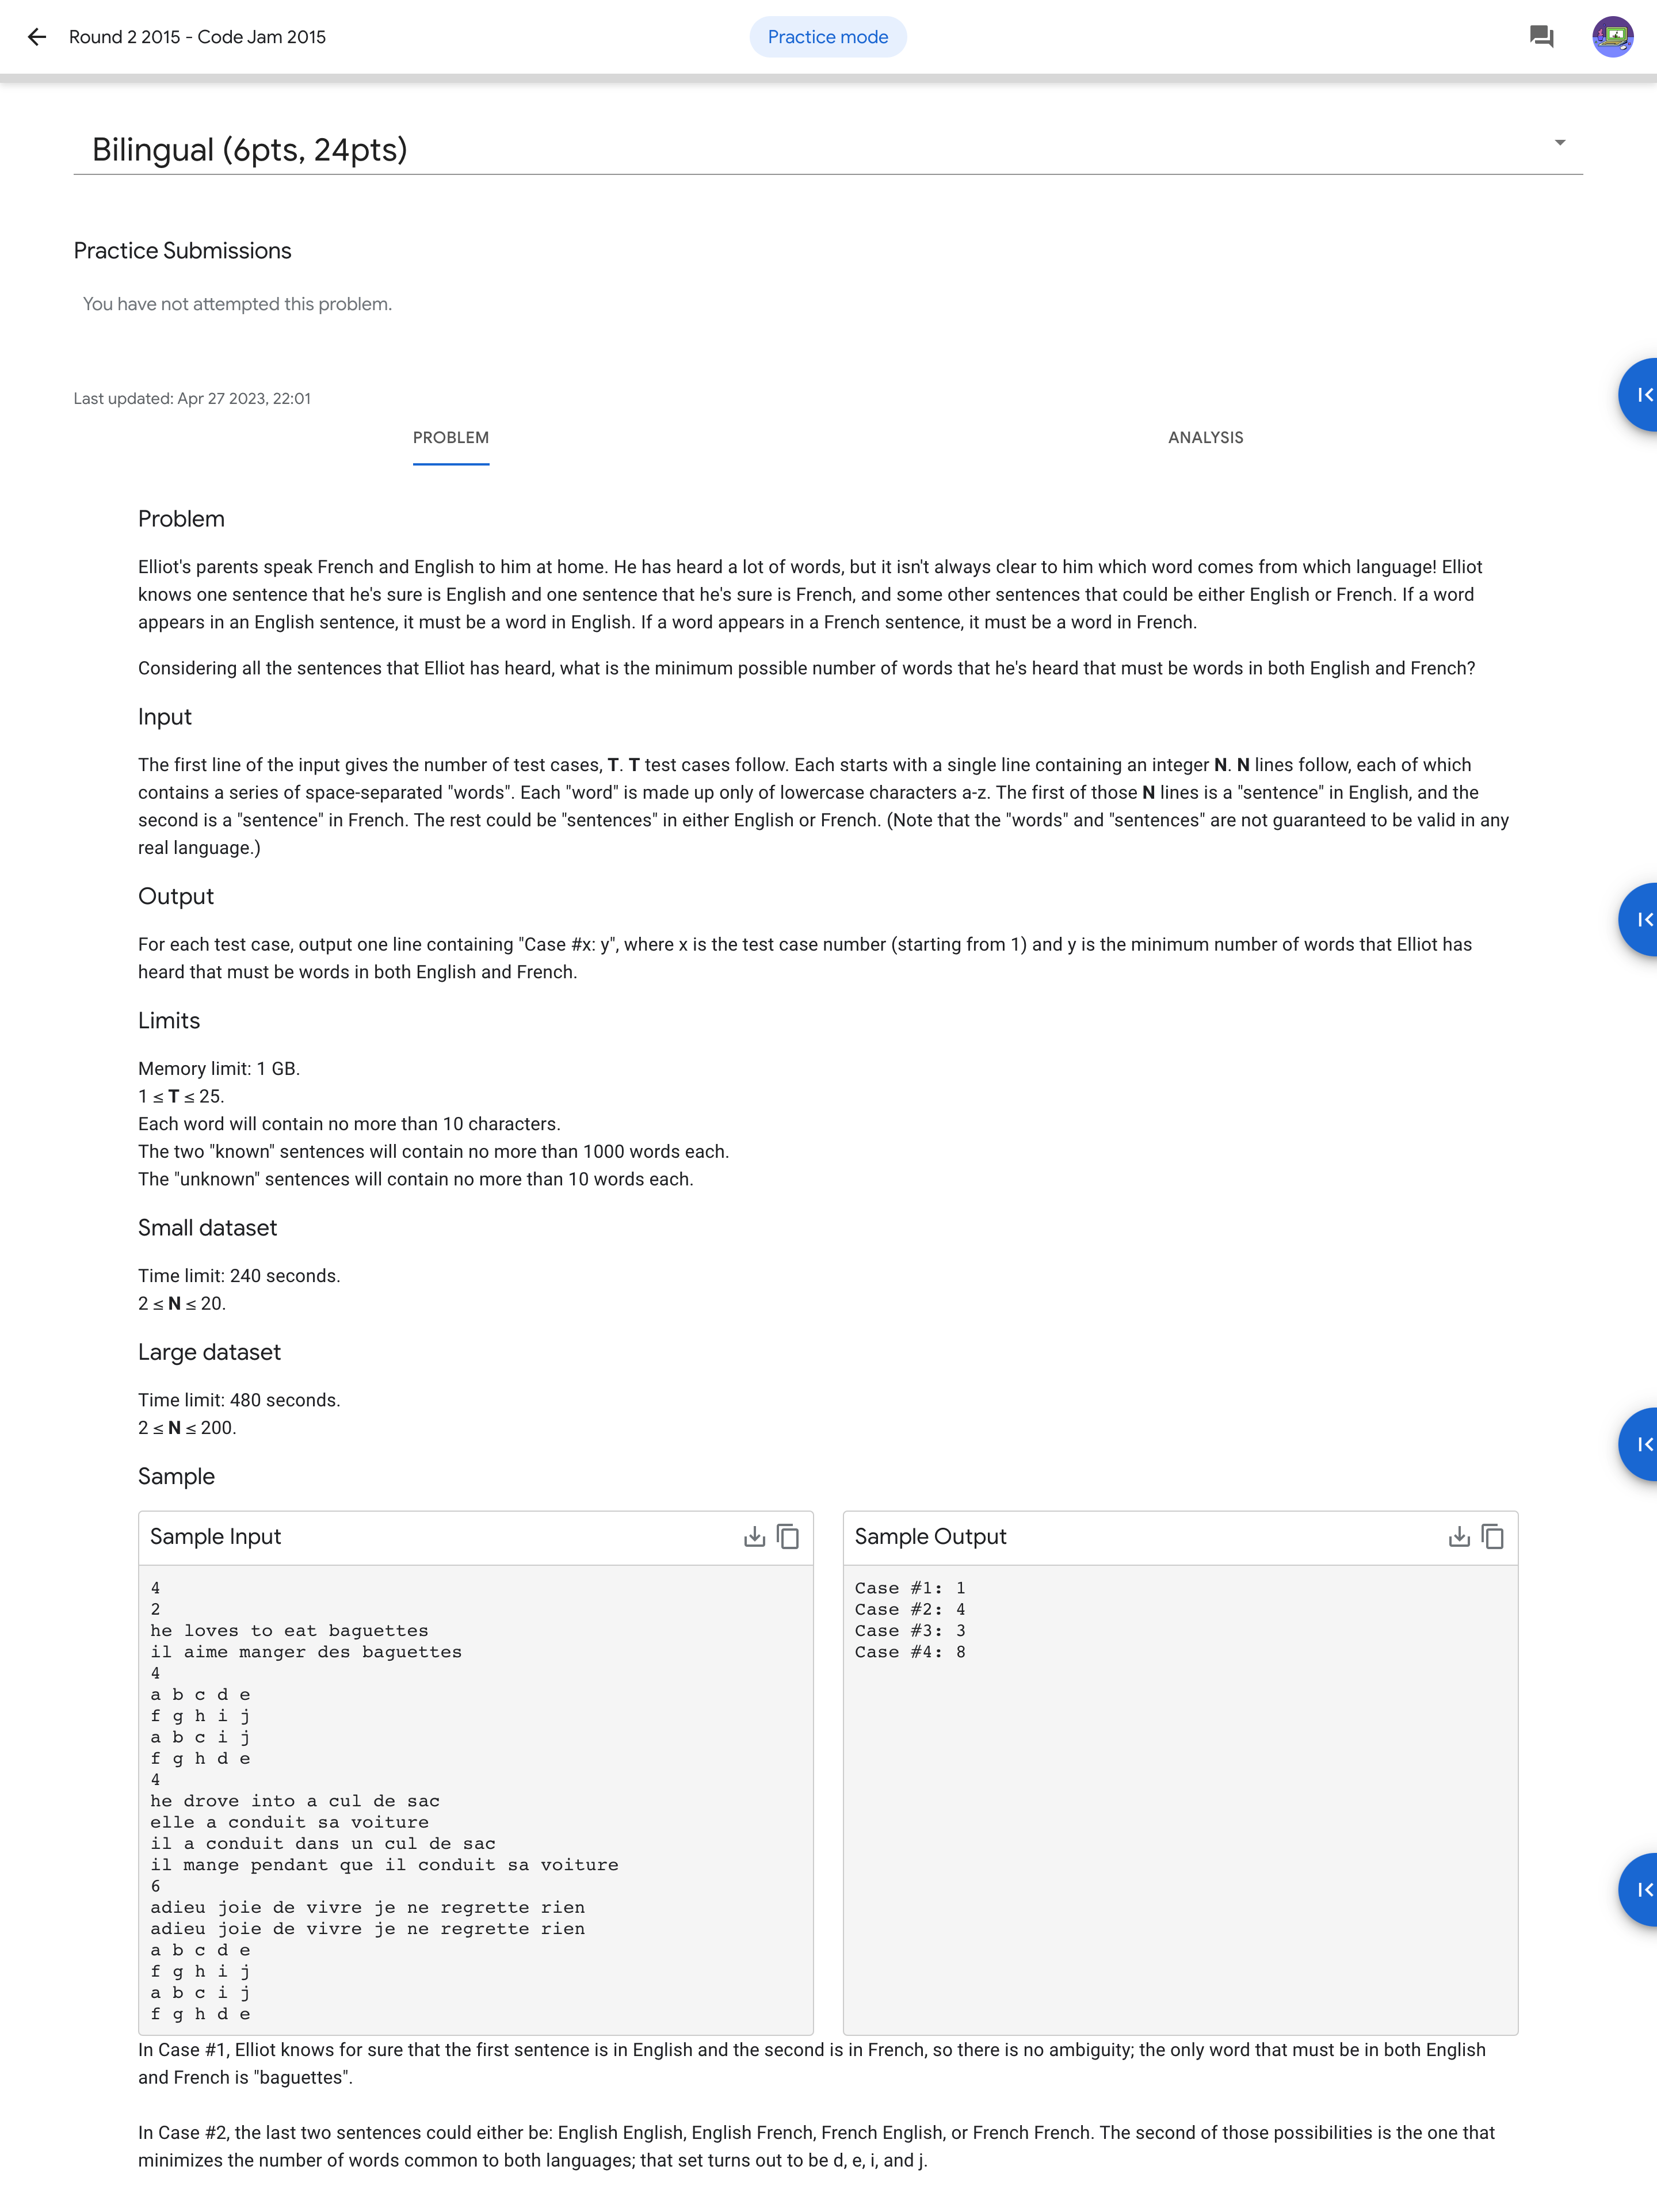 Round 2 2015 - Code Jam 2015
Practice mode
Bilingual (6pts, 24pts)
Practice Submissions
You have not attempted this problem.
Last updated: Apr 27 2023, 22:01
PROBLEM
ANALYSIS
Problem
Elliot's parents speak French and English to him at home. He has heard a lot of words, but it isn't always clear to him which word comes from which language! Elliot
knows one sentence that he's sure is English and one sentence that he's sure is French, and some other sentences that could be either English or French. If a word
appears in an English sentence, it must be a word in English. If a word appears in a French sentence, it must be a word in French.
Considering all the sentences that Elliot has heard, what is the minimum possible number of words that he's heard that must be words in both English and French?
Input
The first line of the input gives the number of test cases, T. T test cases follow. Each starts with a single line containing an integer N. N lines follow, each of which
contains a series of space-separated "words". Each "word" is made up only of lowercase characters a-z. The first of those N lines is a "sentence" in English, and the
second is a "sentence" in French. The rest could be "sentences" in either English or French. (Note that the "words" and "sentences" are not guaranteed to be valid in any
real language.)
Output
For each test case, output one line containing "Case #x: y", where x is the test case number (starting from 1) and y is the minimum number of words that Elliot has
heard that must be words in both English and French.
Limits
Memory limit: 1 GB.
1 ≤ T ≤ 25.
Each word will contain no more than 10 characters.
The two "known" sentences will contain no more than 1000 words each.
The "unknown" sentences will contain no more than 10 words each.
Small dataset
Time limit: 240 seconds.
2 ≤ N ≤ 20.
Large dataset
Time limit: 480 seconds.
2 ≤ N ≤ 200.
Sample
Sample Input
4
2
he loves to eat baguettes
il aime manger des baguettes
4
a b c d e
f g h i j
a b c i j
f g h d e
4
he drove into a cul de sac
elle a conduit sa voiture
il a conduit dans un cul de sac
il mange pendant que il conduit sa voiture
6
adieu joie de vivre je ne regrette rien
adieu joie de vivre je ne regrette rien
a b c d e
f g h i j
a b c i j
f g h d e
Sample Output
Case #1: 1
Case #2: 4
Case #3: 3
Case #4: 8
In Case #1, Elliot knows for sure that the first sentence is in English and the second is in French, so there is no ambiguity; the only word that must be in both English
and French is "baguettes".
In Case #2, the last two sentences could either be: English English, English French, French English, or French French. The second of those possibilities is the one that
minimizes the number of words common to both languages; that set turns out to be d, e, i, and j.